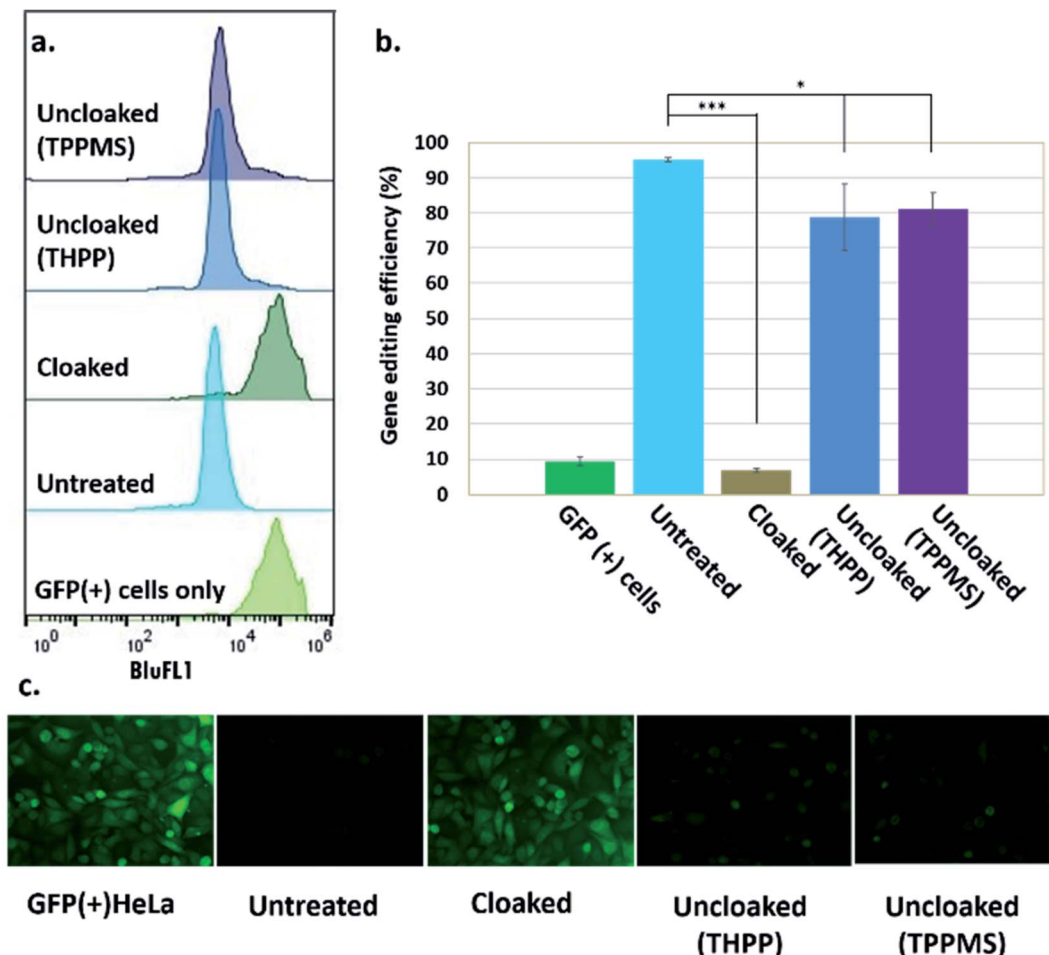 a.
Uncloaked
(TPPMS)
Uncloaked
(THPP)
Cloaked
Untreated
GFP(+) cells only
10^0 10^2 10^4 10^6
BluFL1
b.
*
***
Gene editing efficiency (%)
100
90
80
70
60
50
40
30
20
10
0
GFP (+) cells
Untreated
Cloaked
Uncloaked
(THPP)
Uncloaked
(TPPMS)
c.
GFP(+)HeLa
Untreated
Cloaked
Uncloaked
(THPP)
Uncloaked
(TPPMS)